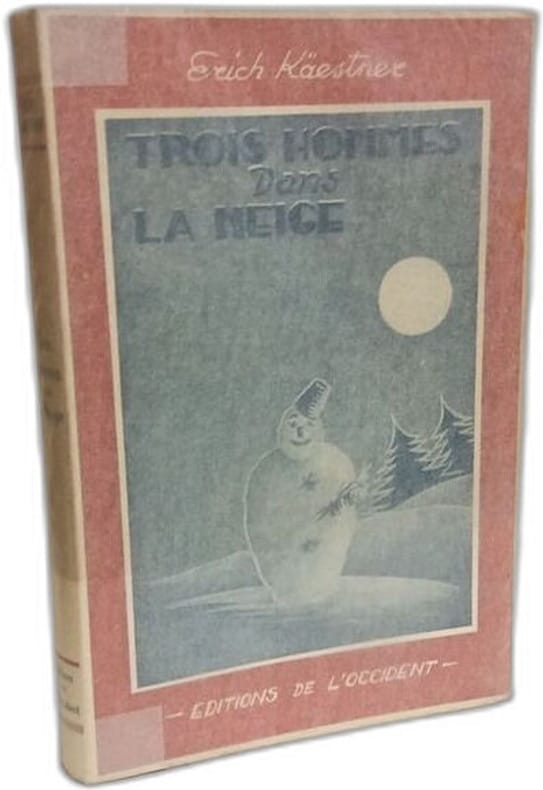 Erich Käestner
TROIS HOMMES
Dans
LA NEIGE
- EDITIONS DE L'OCCIDENT -